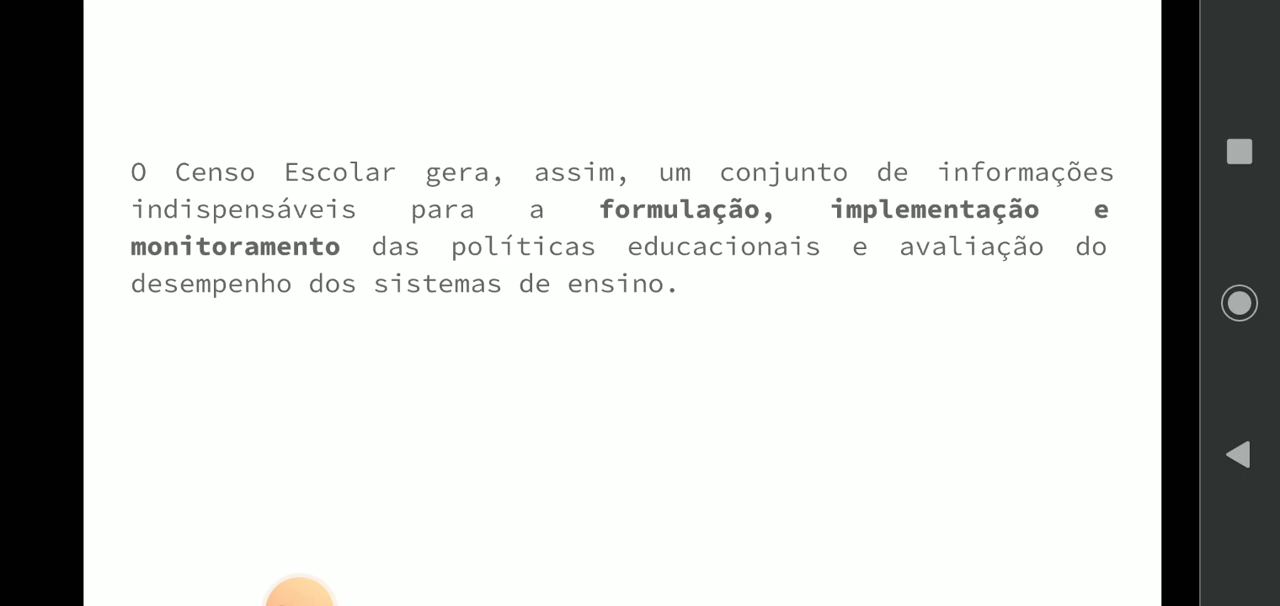 O Censo Escolar gera, assim, um conjunto de informações
indispensáveis para a formulação, implementação e
monitoramento das políticas educacionais e avaliação do
desempenho dos sistemas de ensino.